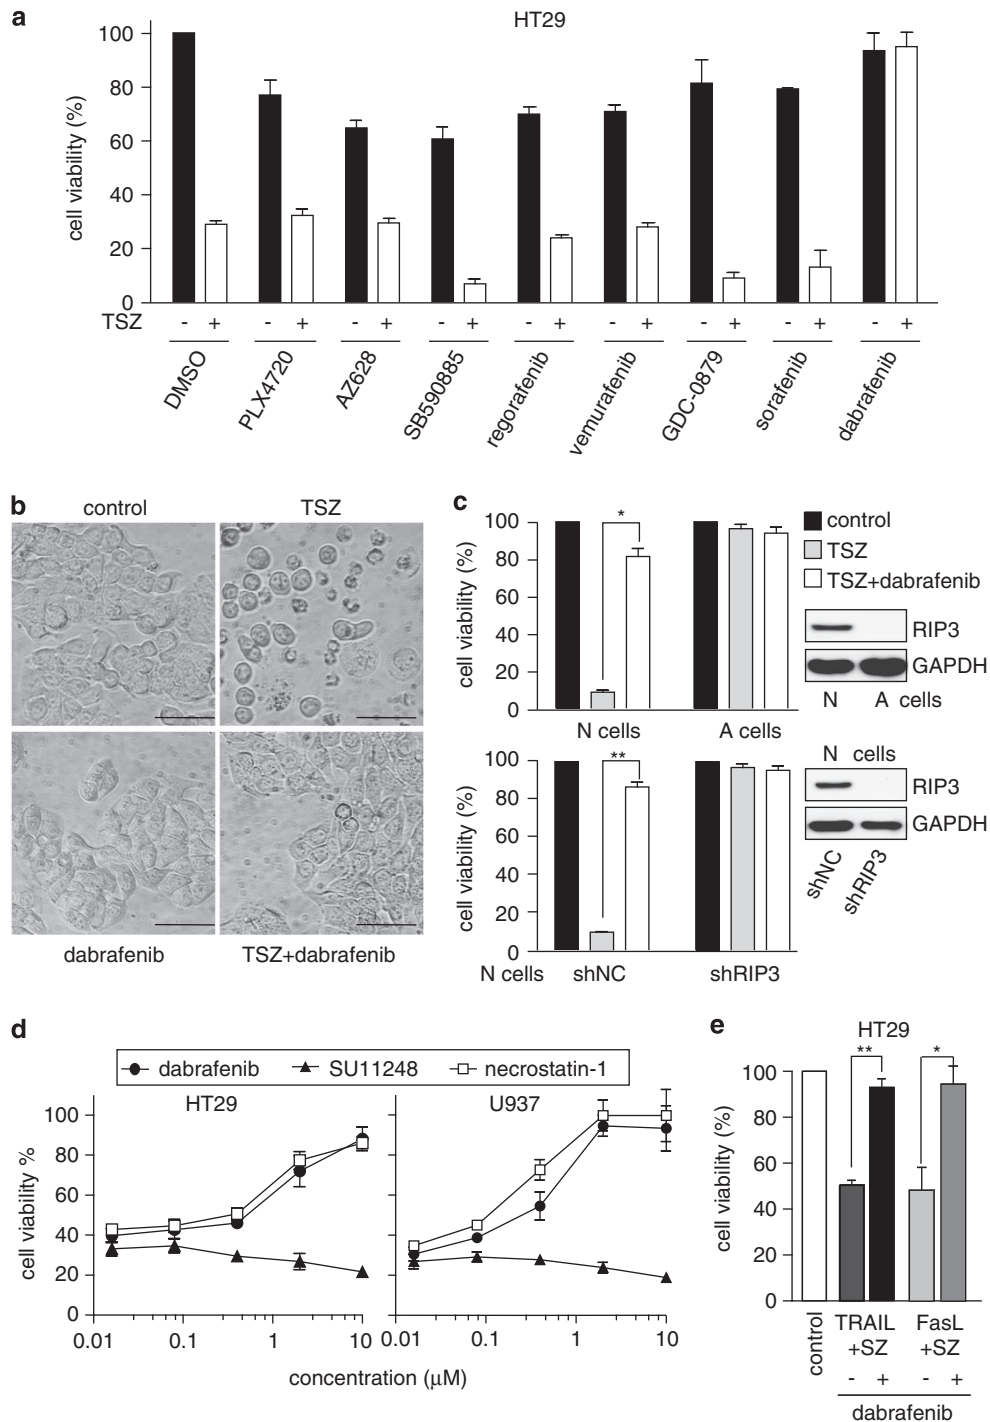 a
HT29
cell viability (%)
100
80
60
40
20
0
TSZ - + - + - + - + - + - + - + - + - +
DMSO
PLX4720
AZ628
SB590885
regorafenib
vemurafenib
GDC-0879
sorafenib
dabrafenib
b
control
TSZ
dabrafenib
TSZ+dabrafenib
c
cell viability (%)
100
80
60
40
20
0
N cells
A cells
control
TSZ
TSZ+dabrafenib
RIP3
GAPDH
N A cells
cell viability (%)
100
80
60
40
20
0
*
**
N cells shNC shRIP3
N cells
RIP3
GAPDH
shNC
shRIP3
d
dabrafenib SU11248 necrostatin-1
HT29
U937
cell viability %
100
80
60
40
20
0
0.01 0.1 1 10
0.01 0.1 1 10
concentration (µM)
e
HT29
cell viability (%)
100
80
60
40
20
0
** *
control
TRAIL +SZ
FasL +SZ
- + - +
dabrafenib